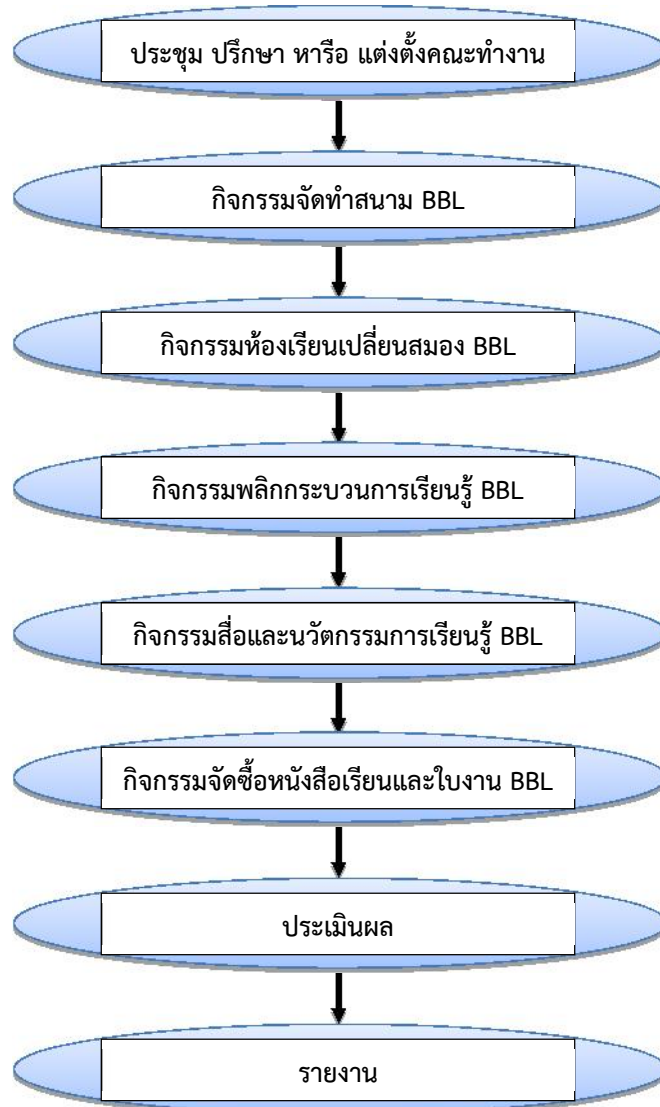 ประชุม ปรึกษา หารือ แต่งตั้งคณะทำงาน
กิจกรรมจัดทำสนาม BBL
กิจกรรมห้องเรียนเปลี่ยนสมอง BBL
กิจกรรมพลิกกระบวนการเรียนรู้ BBL
กิจกรรมสื่อและนวัตกรรมการเรียนรู้ BBL
กิจกรรมจัดซื้อหนังสือเรียนและใบงาน BBL
ประเมินผล
รายงาน